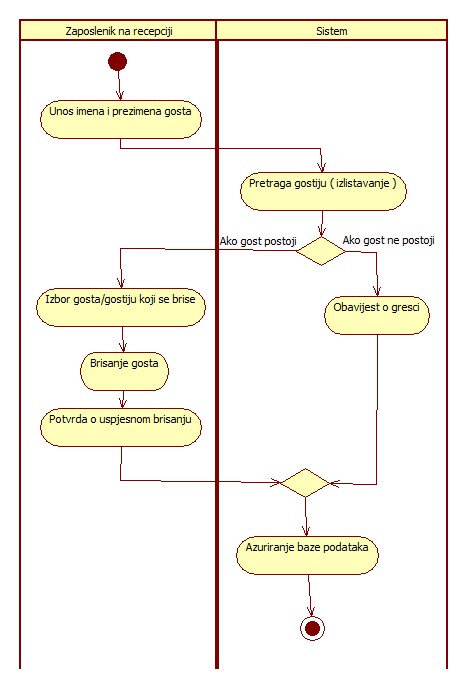 Zaposlenik na recepciji
Sistem
Unos imena i prezimena gosta
Pretraga gostiju ( izlistavanje )
Ako gost postoji
Ako gost ne postoji
Izbor gosta/gostiju koji se brise
Obavijest o gresci
Brisanje gosta
Potvrda o uspjesnom brisanju
Azuriranje baze podataka